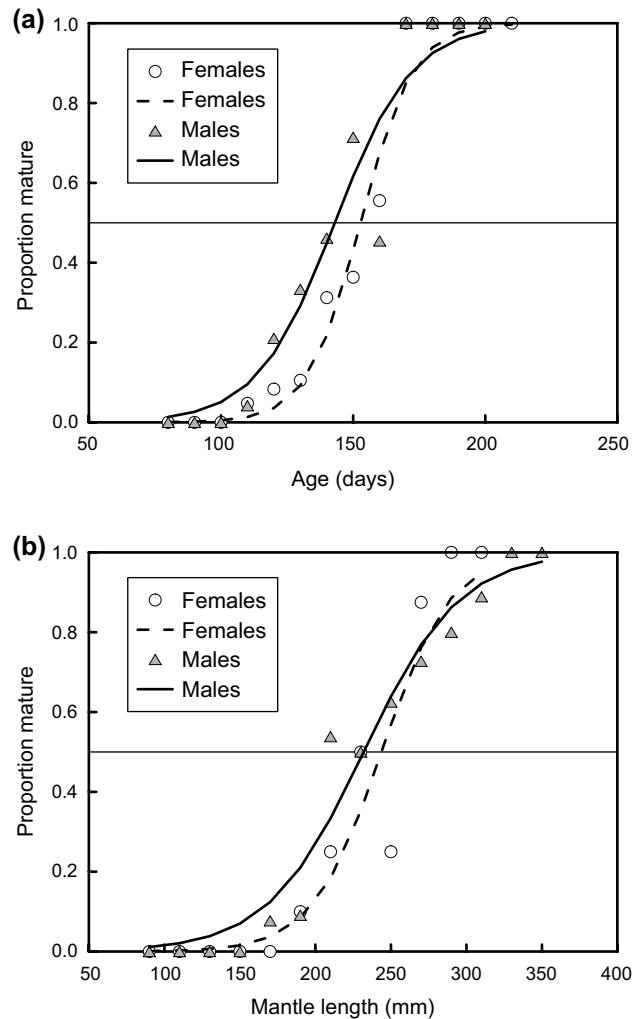 (a)
1.0
0.8
0.6
0.4
0.2
0.0
Proportion mature
Females
Females
Males
Males
50
100
150
200
250
Age (days)
(b)
1.0
0.8
0.6
0.4
0.2
0.0
Proportion mature
Females
Females
Males
Males
50
100
150
200
250
300
350
400
Mantle length (mm)